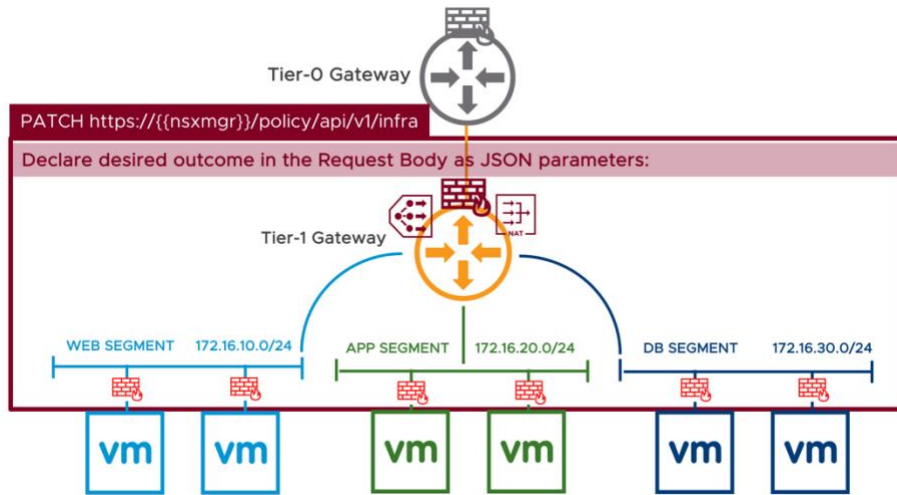 Tier-0 Gateway
PATCH https://{{nsxmgr}}/policy/api/v1/infra
Declare desired outcome in the Request Body as JSON parameters:
NAT
Tier-1 Gateway
WEB SEGMENT 172.16.10.0/24
APP SEGMENT 172.16.20.0/24
DB SEGMENT 172.16.30.0/24
vm
vm
vm
vm
vm
vm